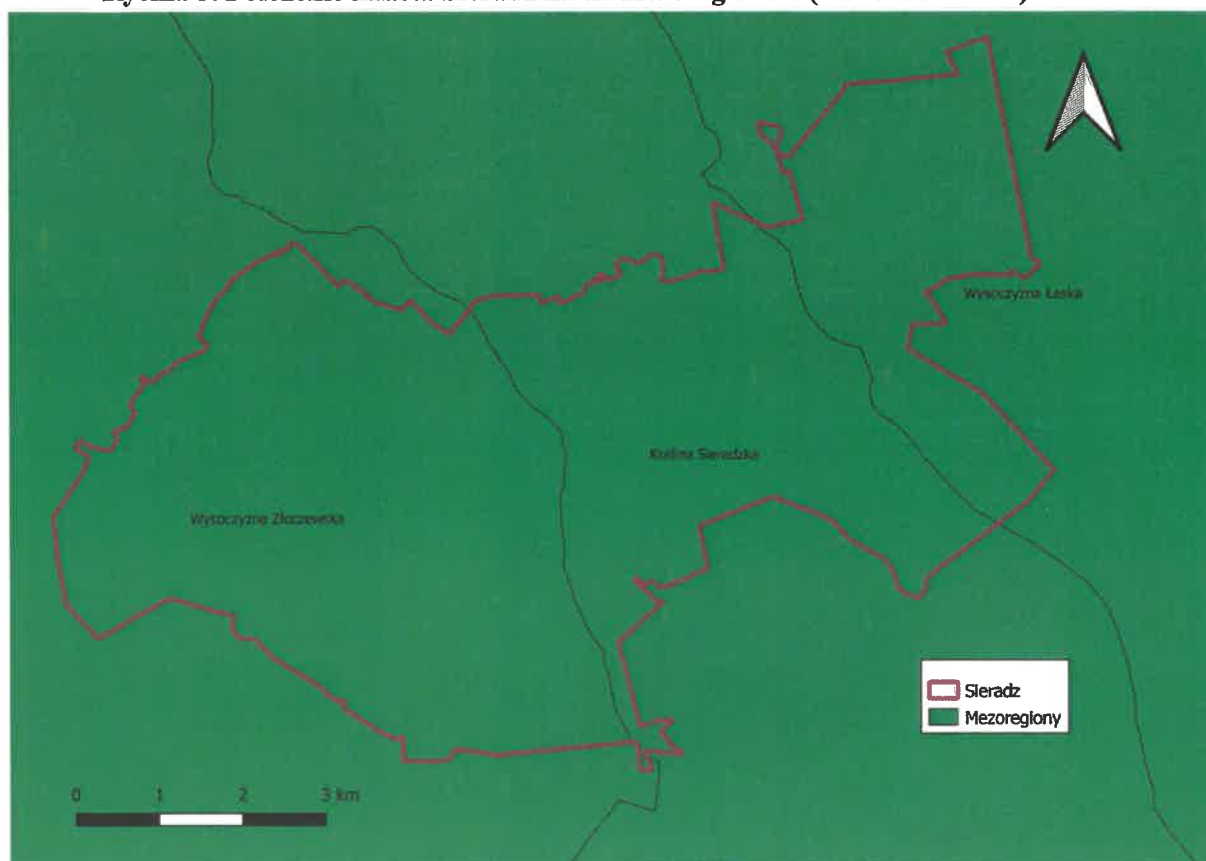 Wysoczyzna Łaska
Kotlina Sieradzka
Wysoczyzna Złoczewska
Sieradz
Mezoregiony
0 1 2 3 km